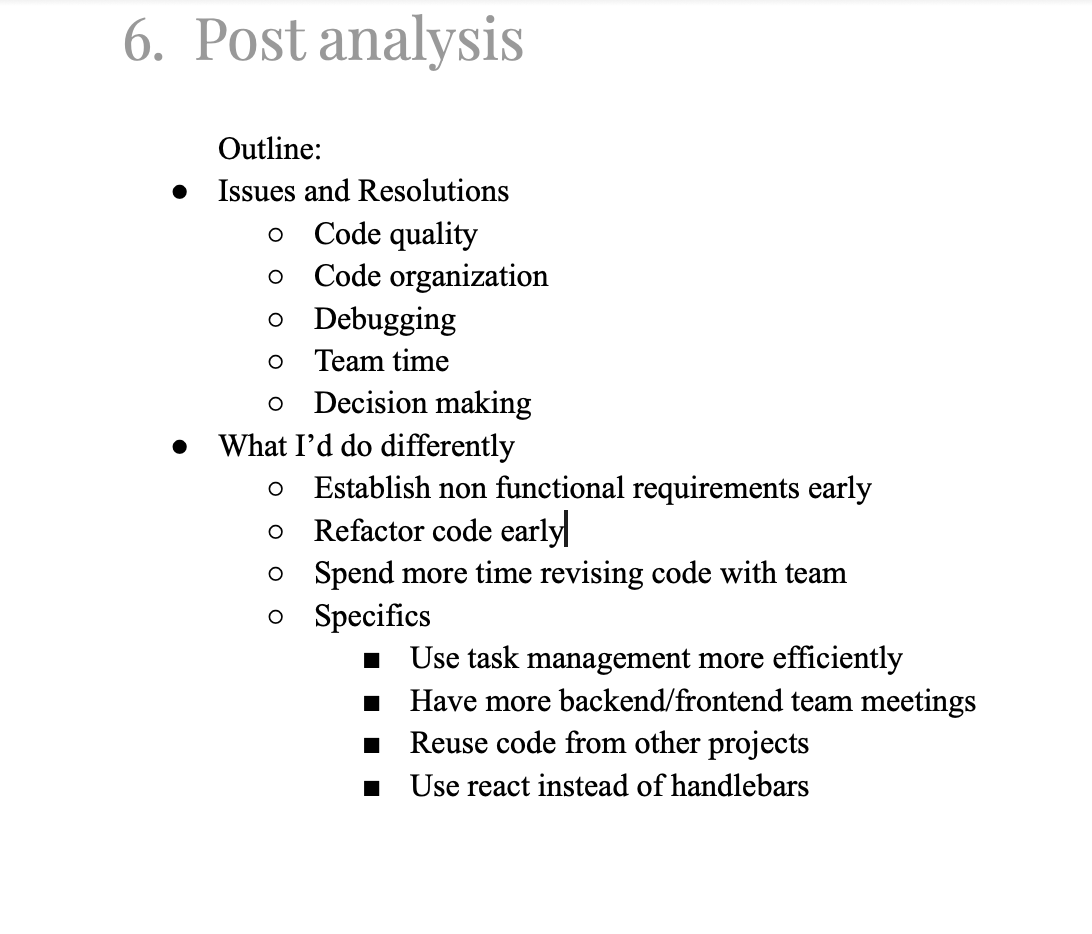 6. Post analysis
Outline:
● Issues and Resolutions
○ Code quality
○ Code organization
○ Debugging
○ Team time
○ Decision making
● What I’d do differently
○ Establish non functional requirements early
○ Refactor code early
○ Spend more time revising code with team
○ Specifics
■ Use task management more efficiently
■ Have more backend/frontend team meetings
■ Reuse code from other projects
■ Use react instead of handlebars